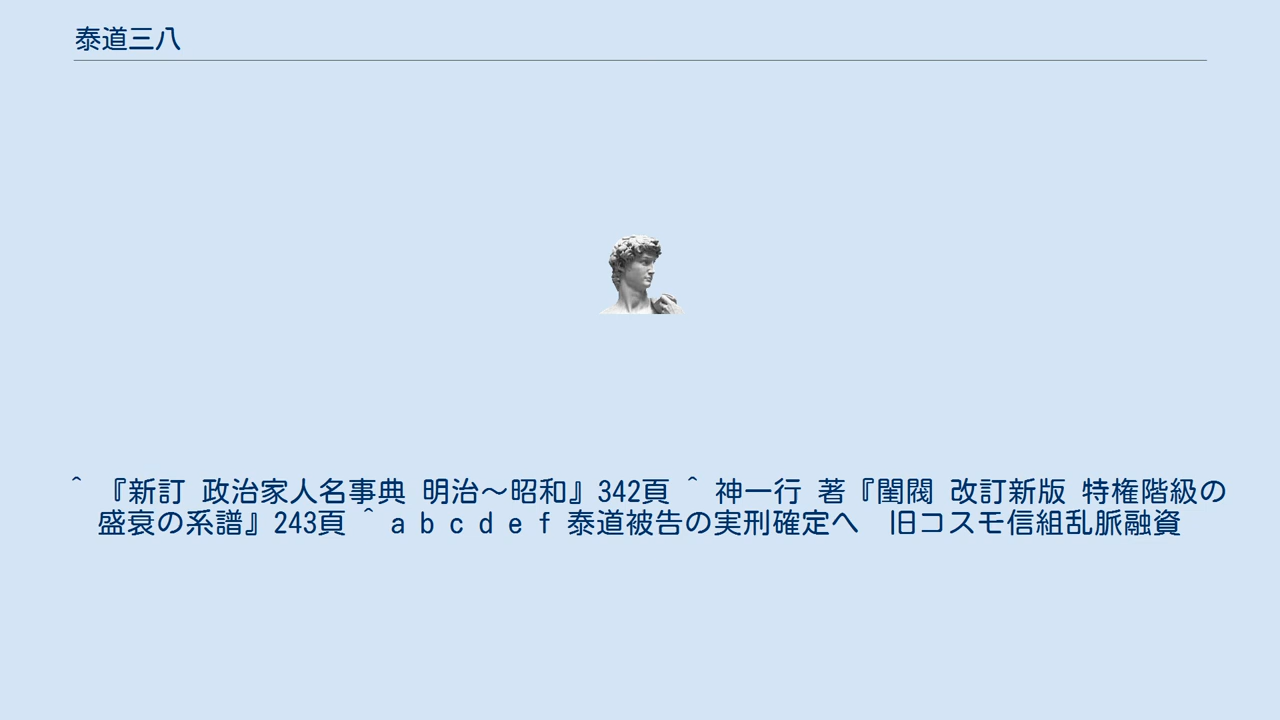 泰道三八
^ 『新訂 政治家人名事典 明治～昭和』342頁 ^ 神一行 著『閨閥 改訂新版 特権階級の
盛衰の系譜』243頁 ^ a b c d e f 泰道被告の実刑確定へ　旧コスモ信組乱脈融資